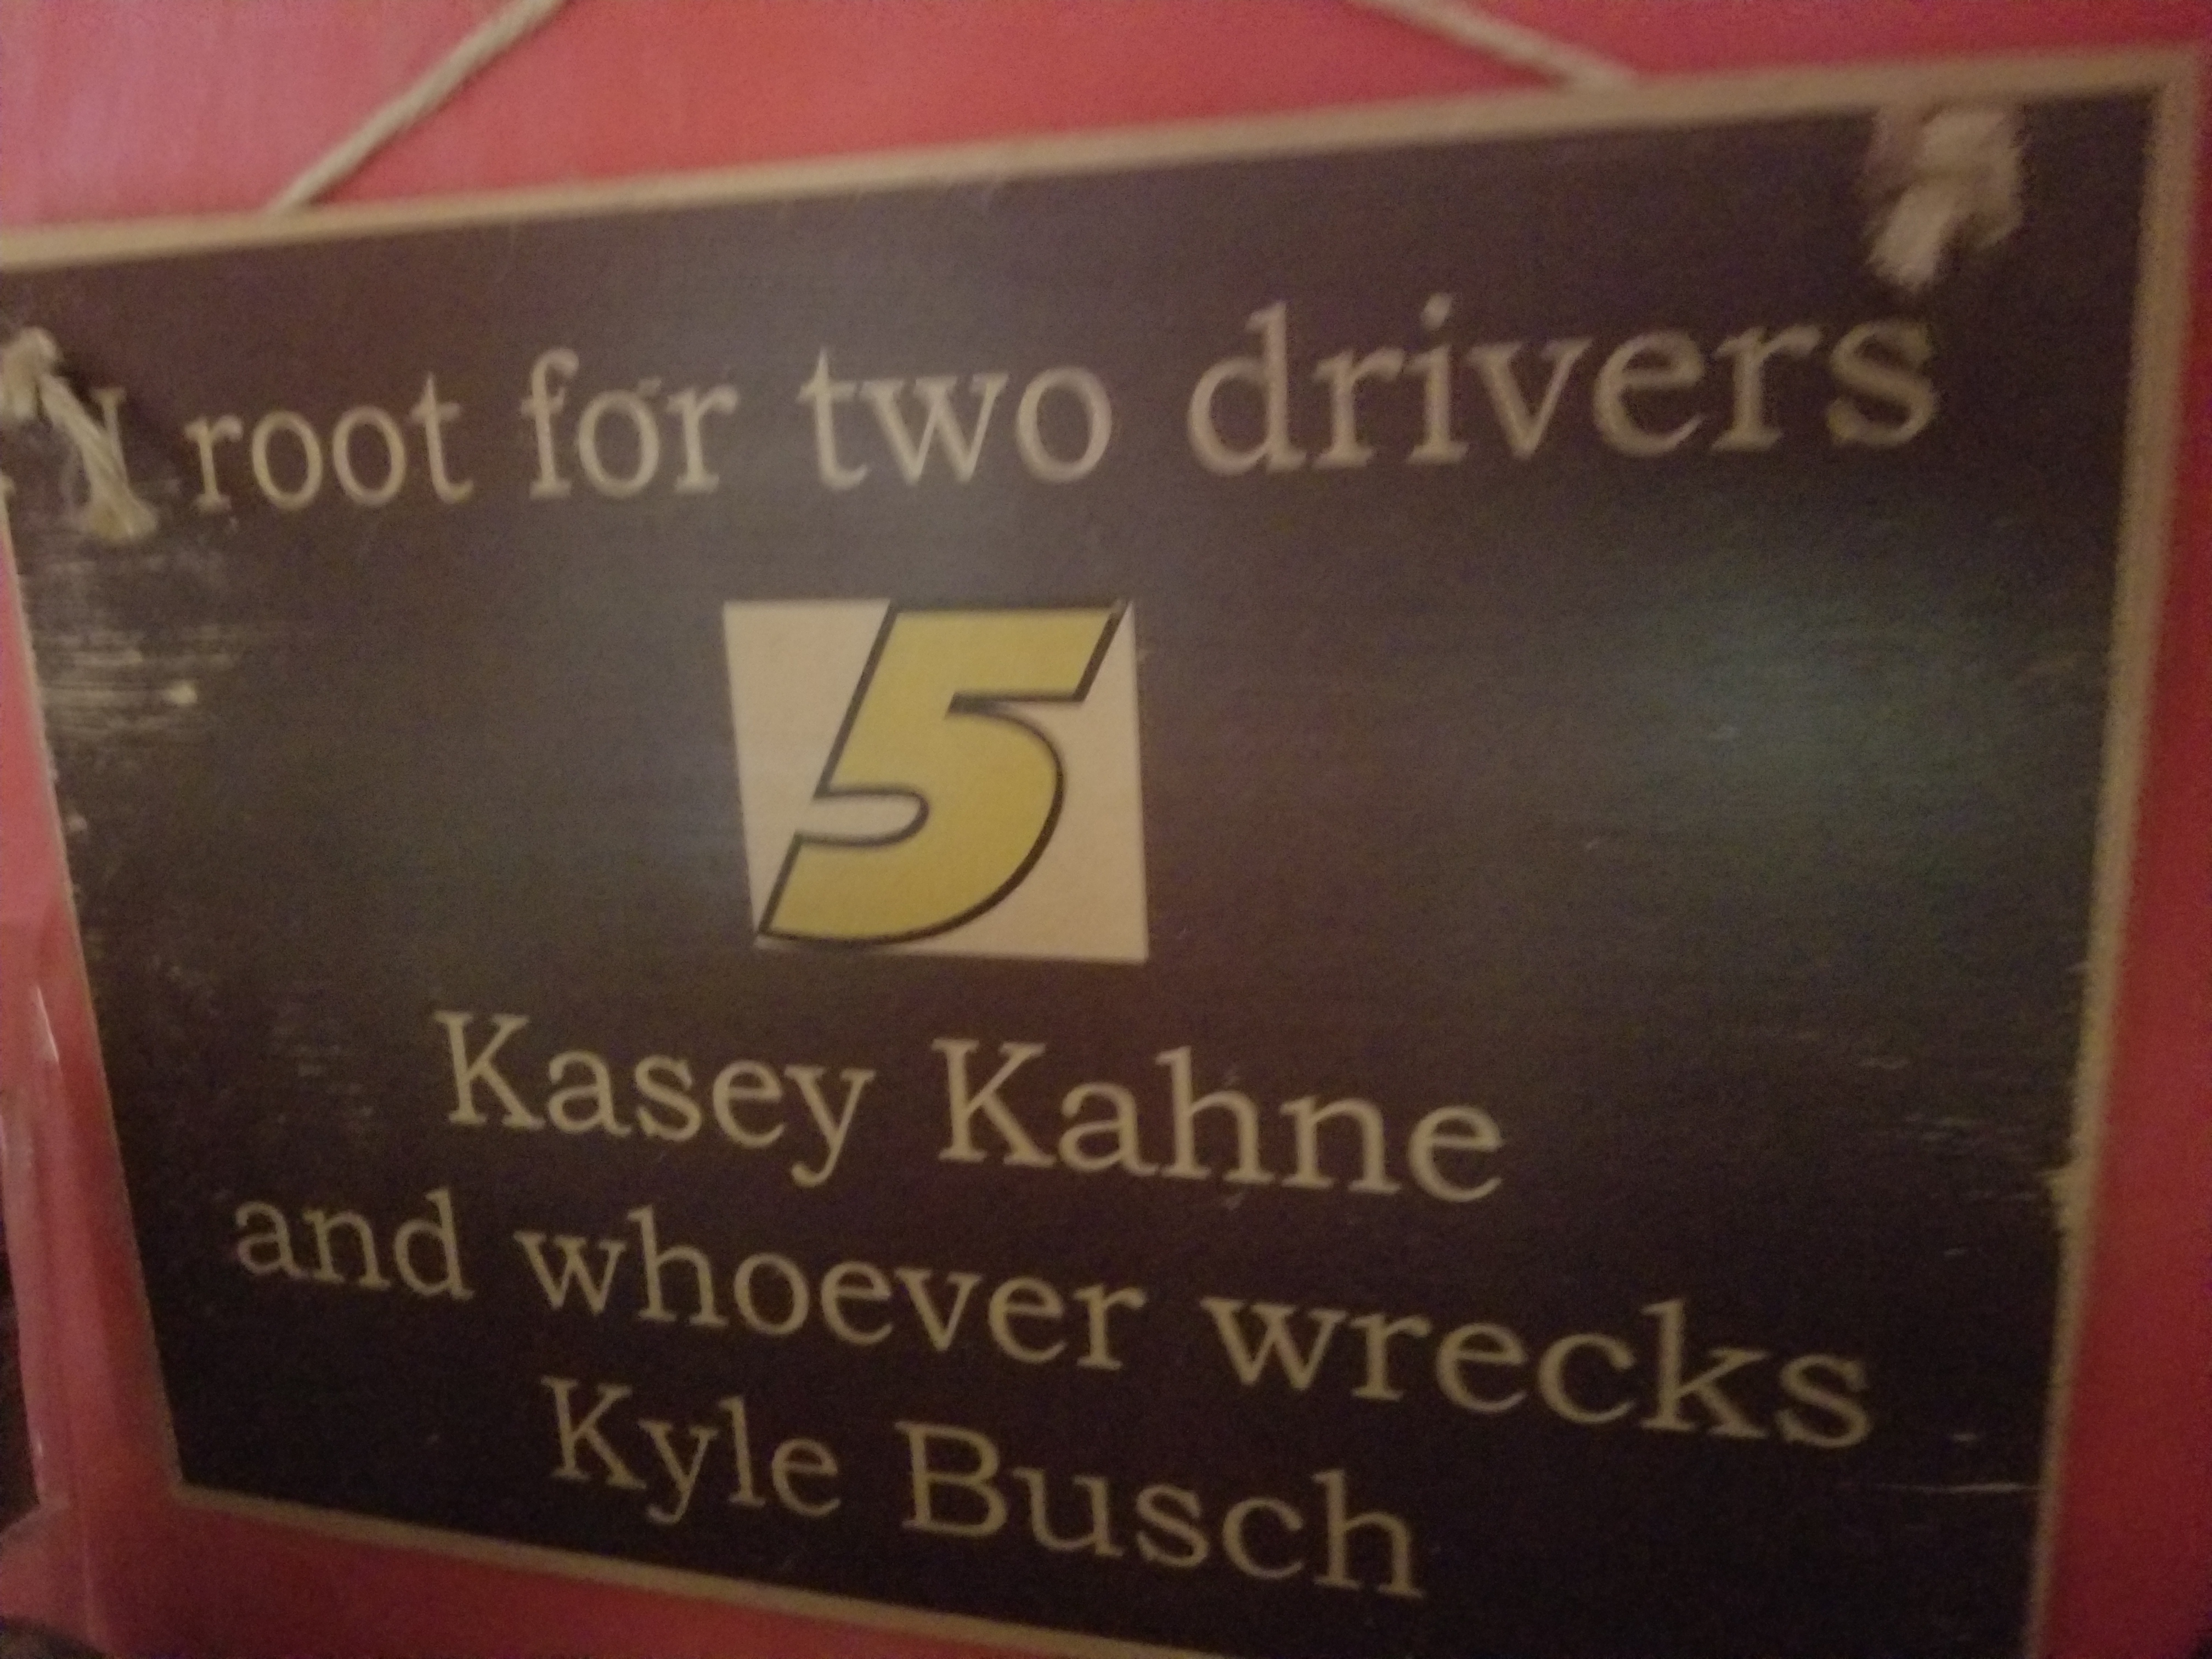 I root for two drivers
5
Kasey Kahne
and whoever wrecks
Kyle Busch